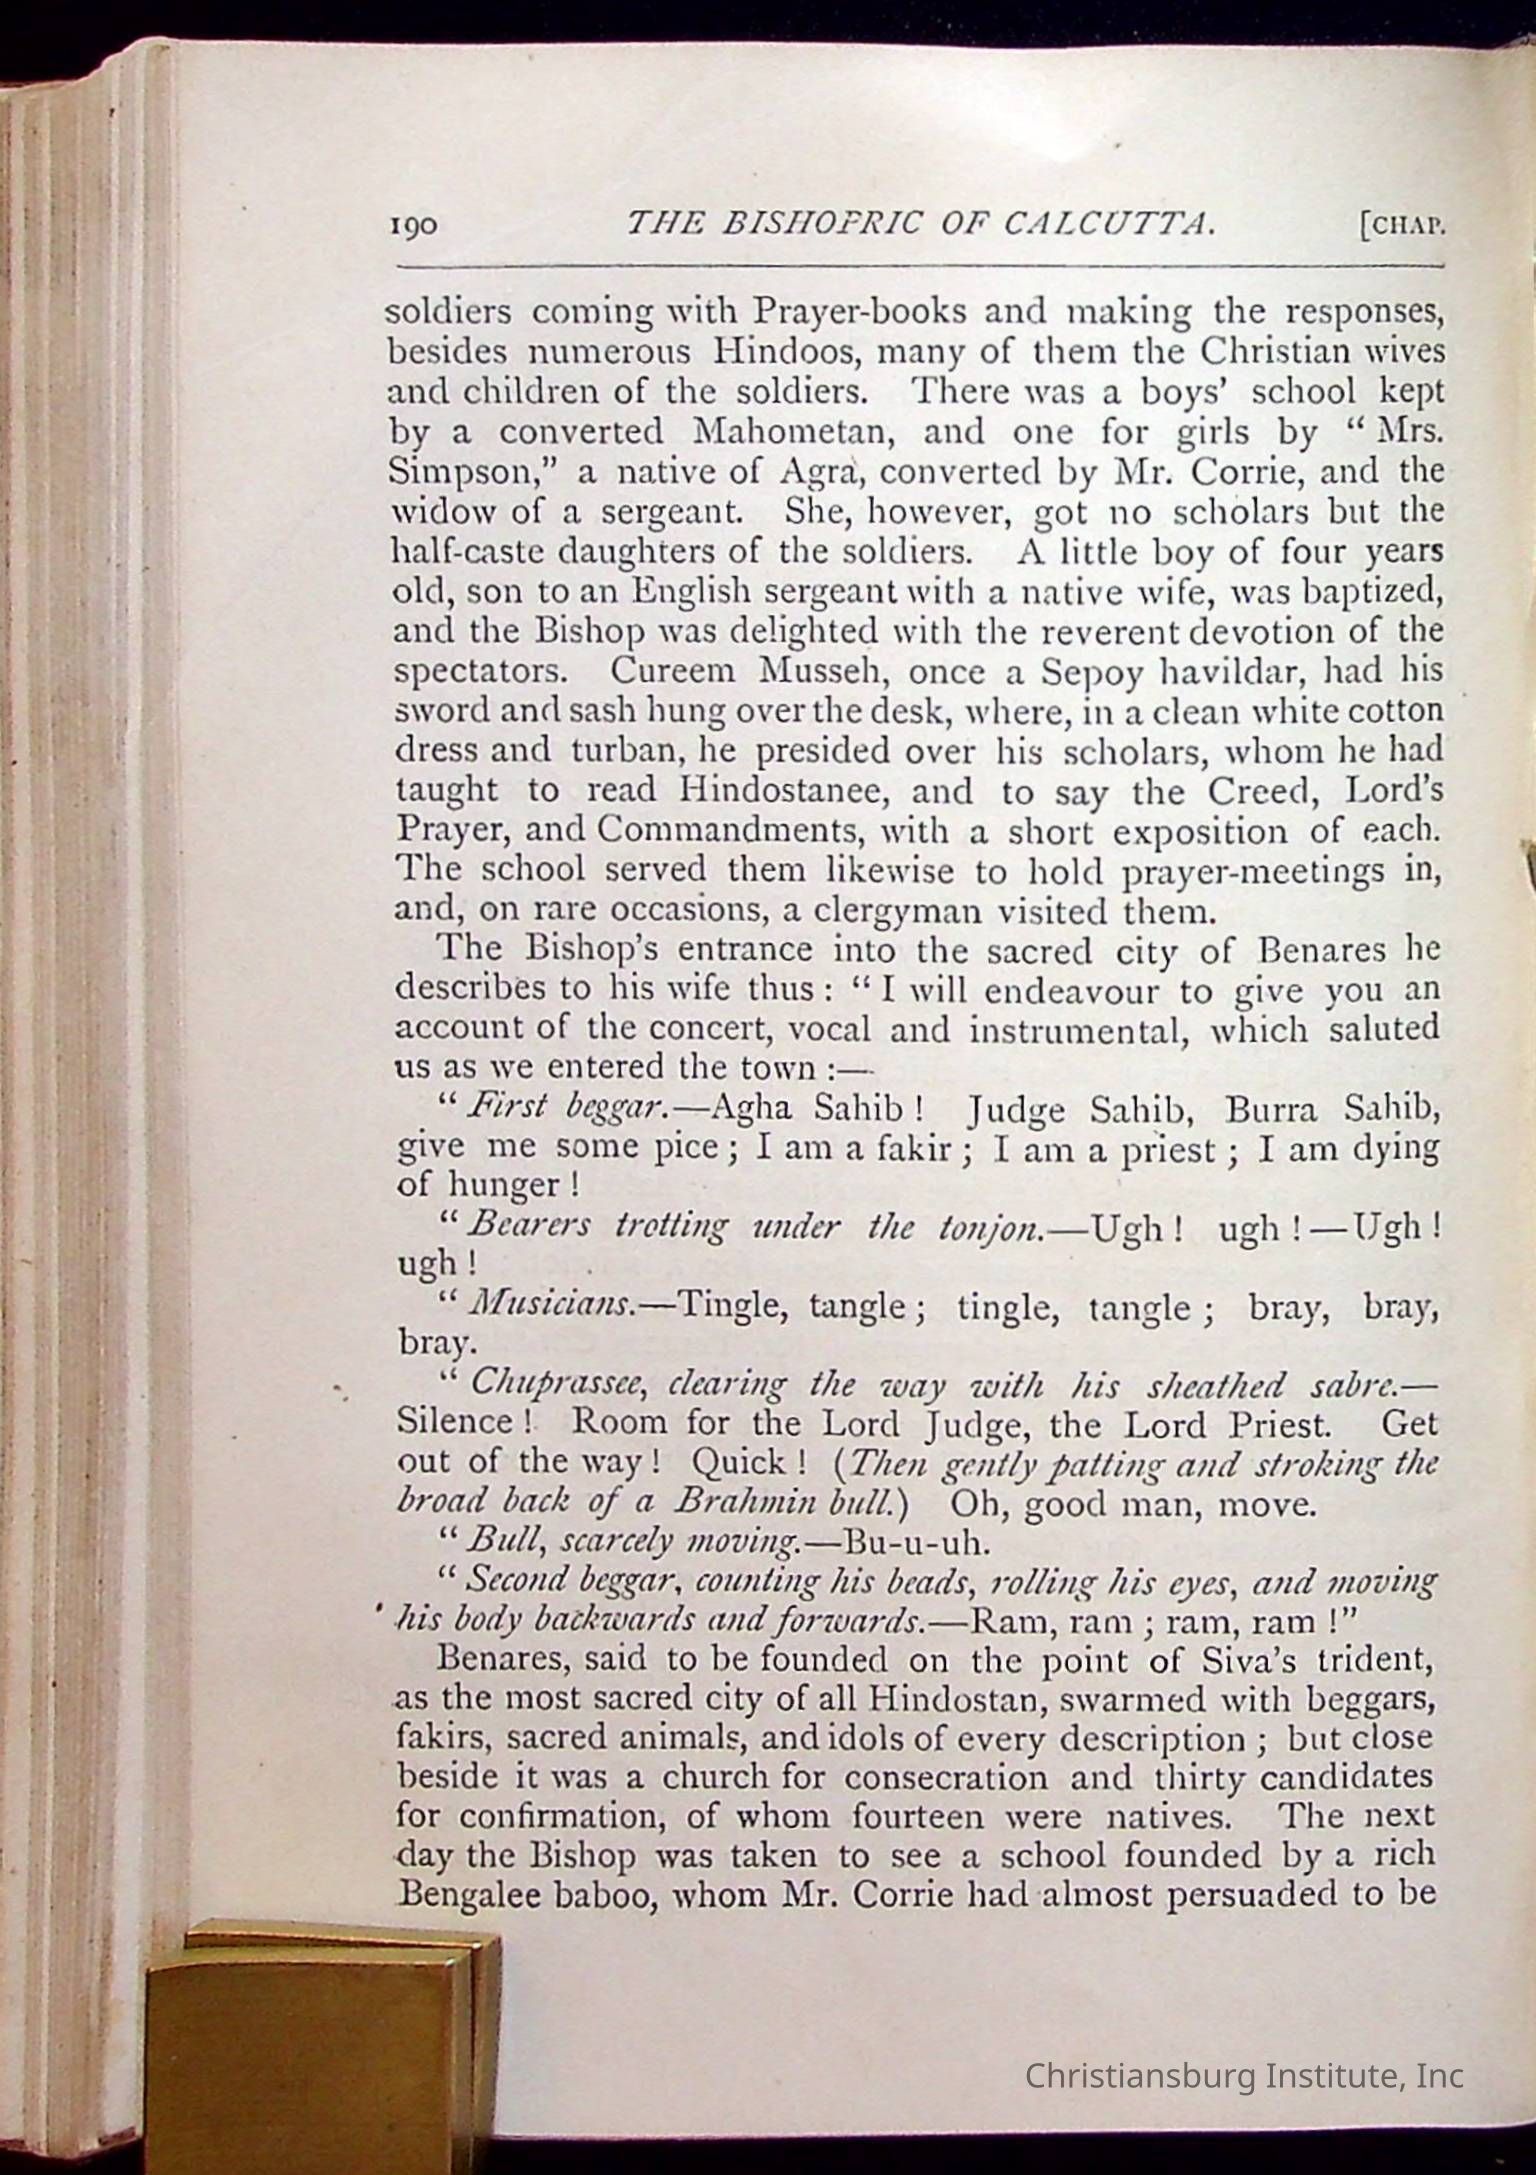 190 THE BISHOPRIC OF CALCUTTA. [CHAP.
soldiers coming with Prayer-books and making the responses,
besides numerous Hindoos, many of them the Christian wives
and children of the soldiers. There was a boys' school kept
by a converted Mahometan, and one for girls by “ Mrs.
Simpson,” a native of Agra, converted by Mr. Corrie, and the
widow of a sergeant. She, however, got no scholars but the
half-caste daughters of the soldiers. A little boy of four years
old, son to an English sergeant with a native wife, was baptized,
and the Bishop was delighted with the reverent devotion of the
spectators. Cureem Musseh, once a Sepoy havildar, had his
sword and sash hung over the desk, where, in a clean white cotton
dress and turban, he presided over his scholars, whom he had
taught to read Hindostanee, and to say the Creed, Lord's
Prayer, and Commandments, with a short exposition of each.
The school served them likewise to hold prayer-meetings in,
and, on rare occasions, a clergyman visited them.
The Bishop's entrance into the sacred city of Benares he
describes to his wife thus : “ I will endeavour to give you an
account of the concert, vocal and instrumental, which saluted
us as we entered the town :—
“ First beggar.—Agha Sahib ! Judge Sahib, Burra Sahib,
give me some pice ; I am a fakir ; I am a priest ; I am dying
of hunger !
“ Bearers trotting under the tonjon.—Ugh ! ugh ! — Ugh !
ugh !
“ Musicians.—Tingle, tangle ; tingle, tangle ; bray, bray,
bray.
“ Chuprassee, clearing the way with his sheathed sabre.—
Silence ! Room for the Lord Judge, the Lord Priest. Get
out of the way ! Quick ! (Then gently patting and stroking the
broad back of a Brahmin bull.) Oh, good man, move.
“ Bull, scarcely moving.—Bu-u-uh.
“ Second beggar, counting his beads, rolling his eyes, and moving
his body backwards and forwards.—Ram, ram ; ram, ram !”
Benares, said to be founded on the point of Siva's trident,
as the most sacred city of all Hindostan, swarmed with beggars,
fakirs, sacred animals, and idols of every description ; but close
beside it was a church for consecration and thirty candidates
for confirmation, of whom fourteen were natives. The next
day the Bishop was taken to see a school founded by a rich
Bengalee baboo, whom Mr. Corrie had almost persuaded to be
Christiansburg Institute, Inc